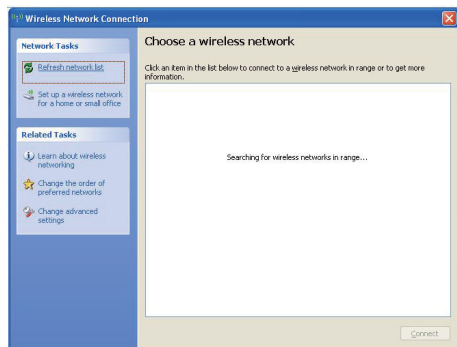 Wireless Network Connection
Network Tasks
Refresh network list
Set up a wireless network
for a home or small office
Related Tasks
Learn about wireless
networking
Change the order of
preferred networks
Change advanced
settings
Choose a wireless network
Click an item in the list below to connect to a wireless network in range or to get more
information.
Searching for wireless networks in range...
Connect